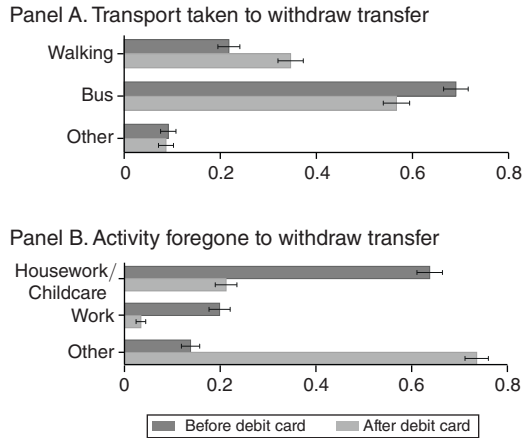 Panel A. Transport taken to withdraw transfer
Walking
Bus
Other
0 0.2 0.4 0.6 0.8
Panel B. Activity foregone to withdraw transfer
Housework/
Childcare
Work
Other
0 0.2 0.4 0.6 0.8
Before debit card After debit card